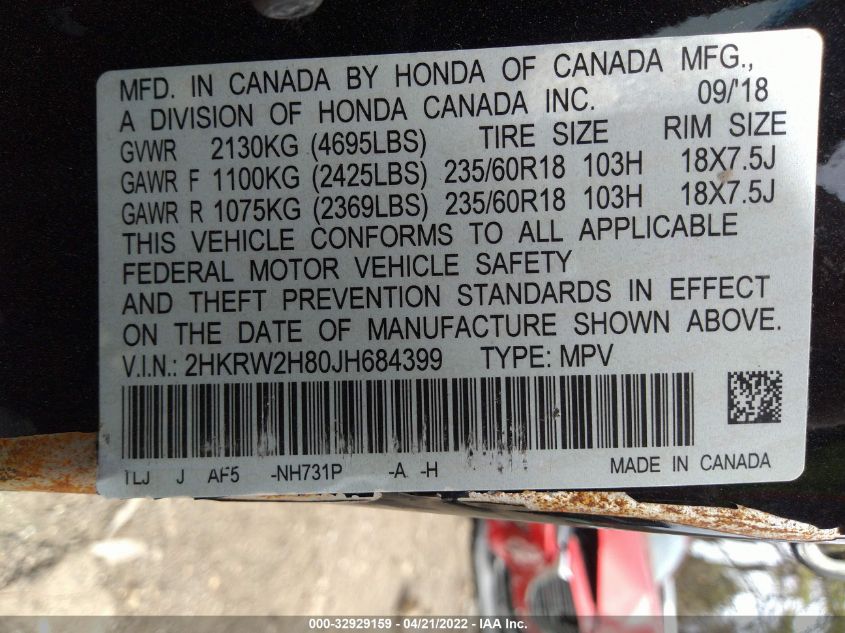 MFD. IN CANADA BY HONDA OF CANADA MFG.,
A DIVISION OF HONDA CANADA INC. 09/'18
GVWR 2130KG (4695LBS) TIRE SIZE RIM SIZE
GAWR F 1100KG (2425LBS) 235/60R18 103H 18X7.5J
GAWR R 1075KG (2369LBS) 235/60R18 103H 18X7.5J
THIS VEHICLE CONFORMS TO ALL APPLICABLE
FEDERAL MOTOR VEHICLE SAFETY
AND THEFT PREVENTION STANDARDS IN EFFECT
ON THE DATE OF MANUFACTURE SHOWN ABOVE.
V.I.N.: 2HKRW2H80JH684399 TYPE: MPV
TLJ J AF5 -NH731P -A -H MADE IN CANADA
000-32929159 - 04/21/2022 - IAA Inc.